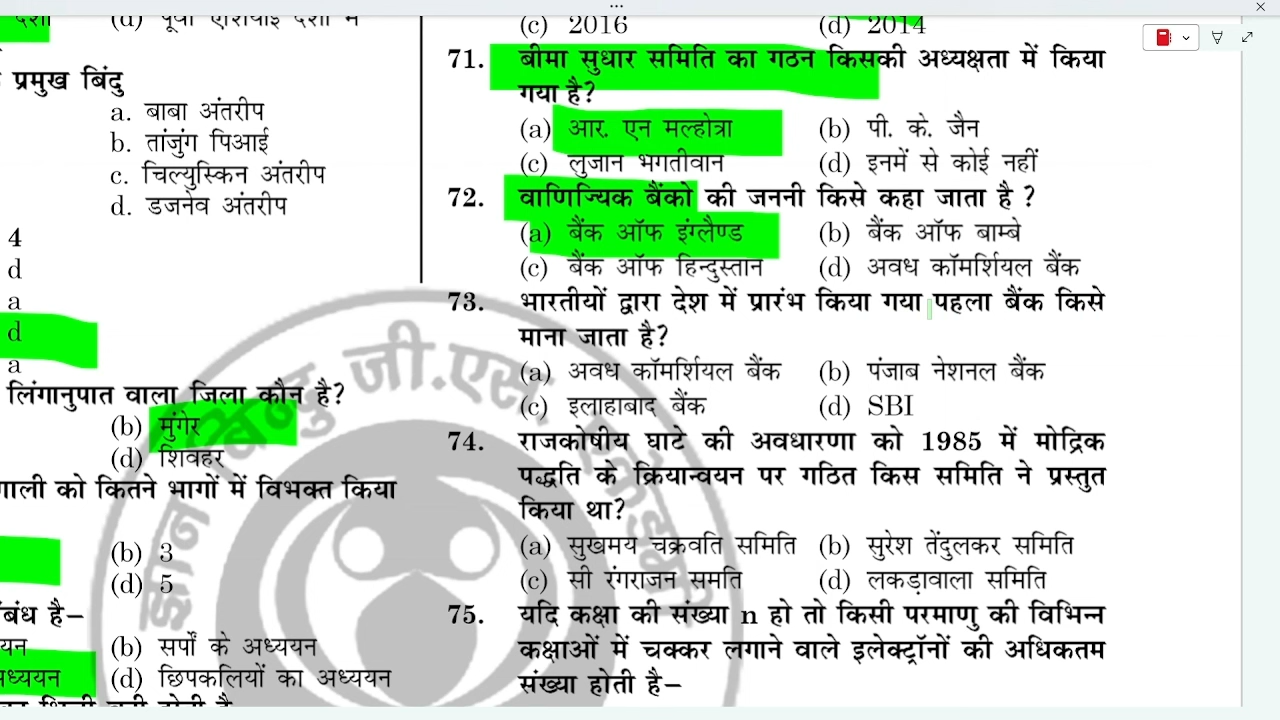 (d) पूर्वी एशियाई देशों में
प्रमुख बिंदु
a. बाबा अंतरीप
b. तांजुंग पिआई
c. चिल्युस्किन अंतरीप
d. डजनेव अंतरीप
4
d
a
d
a
लिंगानुपात वाला जिला कौन है?
(b) मुंगेर
(d) शिवहर
को कितने भागों में विभक्त किया
(b) 3
(d) 5
है–
(b) सर्पों के अध्ययन
(d) छिपकलियों का अध्ययन
(c) 2016 (d) 2014
71. बीमा सुधार समिति का गठन किसकी अध्यक्षता में किया
गया है?
(a) आर. एन मल्होत्रा (b) पी. के. जैन
(c) लुजान भगतीवान (d) इनमें से कोई नहीं
72. वाणिज्यिक बैंको की जननी किसे कहा जाता है ?
(a) बैंक ऑफ इंग्लैण्ड (b) बैंक ऑफ बाम्बे
(c) बैंक ऑफ हिन्दुस्तान (d) अवध कॉमर्शियल बैंक
73. भारतीयों द्वारा देश में प्रारंभ किया गया पहला बैंक किसे
माना जाता है?
(a) अवध कॉमर्शियल बैंक (b) पंजाब नेशनल बैंक
(c) इलाहाबाद बैंक (d) SBI
74. राजकोषीय घाटे की अवधारणा को 1985 में मोद्रिक
पद्धति के क्रियान्वयन पर गठित किस समिति ने प्रस्तुत
किया था?
(a) सुखमय चक्रवति समिति (b) सुरेश तेंदुलकर समिति
(c) सी रंगराजन समति (d) लकड़ावाला समिति
75. यदि कक्षा की संख्या n हो तो किसी परमाणु की विभिन्न
कक्षाओं में चक्कर लगाने वाले इलेक्ट्रॉनों की अधिकतम
संख्या होती है–
ज्ञान बिन्दु जी.एस. एकेडमी